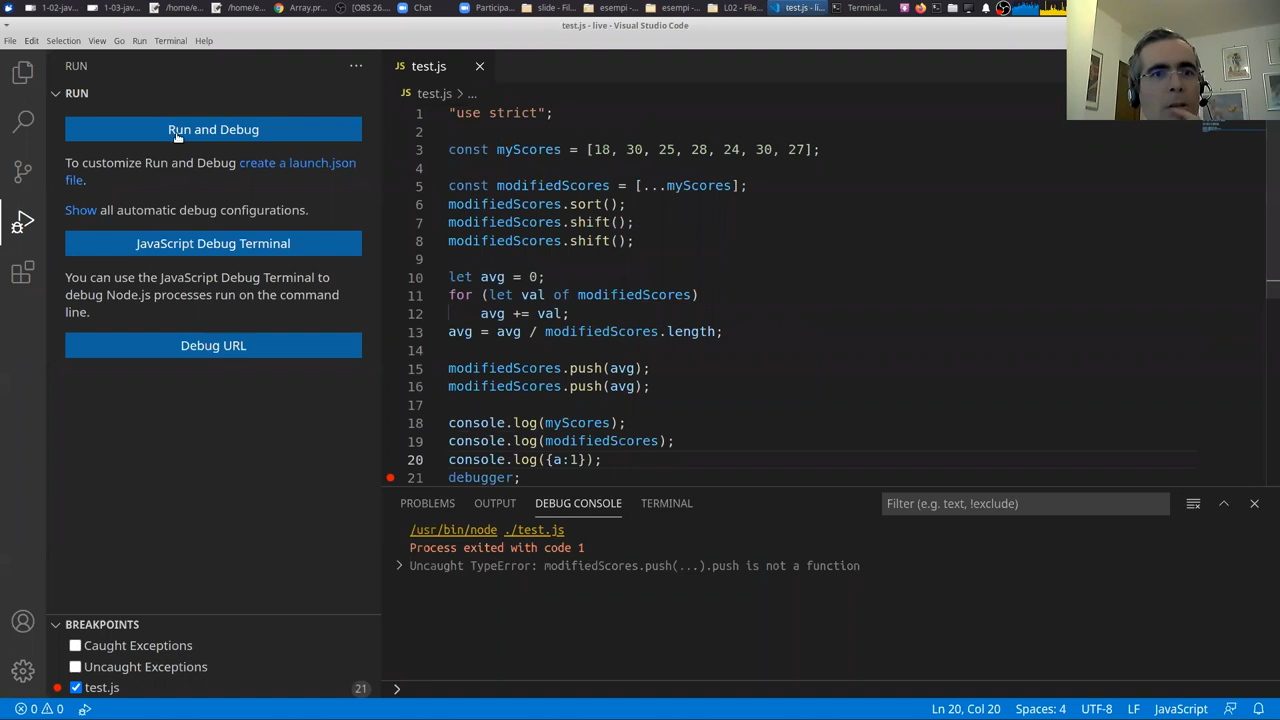 1-02-jav...
1-03-jav...
/home/e...
/home/e...
Array.pro...
[OBS 26....
Chat
Participa...
slide - File...
esempi -...
esempi -...
L02 - File...
test.js - li...
Terminal...
test.js - live - Visual Studio Code
File Edit Selection View Go Run Terminal Help
RUN
...
RUN
Run and Debug
To customize Run and Debug create a launch.json
file.
Show all automatic debug configurations.
JavaScript Debug Terminal
You can use the JavaScript Debug Terminal to
debug Node.js processes run on the command
line.
Debug URL
BREAKPOINTS
Caught Exceptions
Uncaught Exceptions
test.js 21
JS test.js
JS test.js > ...
1 "use strict";
2
3 const myScores = [18, 30, 25, 28, 24, 30, 27];
4
5 const modifiedScores = [...myScores];
6 modifiedScores.sort();
7 modifiedScores.shift();
8 modifiedScores.shift();
9
10 let avg = 0;
11 for (let val of modifiedScores)
12 avg += val;
13 avg = avg / modifiedScores.length;
14
15 modifiedScores.push(avg);
16 modifiedScores.push(avg);
17
18 console.log(myScores);
19 console.log(modifiedScores);
20 console.log({a:1});
21 debugger;
PROBLEMS OUTPUT DEBUG CONSOLE TERMINAL
Filter (e.g. text, !exclude)
/usr/bin/node ./test.js
Process exited with code 1
> Uncaught TypeError: modifiedScores.push(...).push is not a function
>
0 0
Ln 20, Col 20 Spaces: 4 UTF-8 LF JavaScript